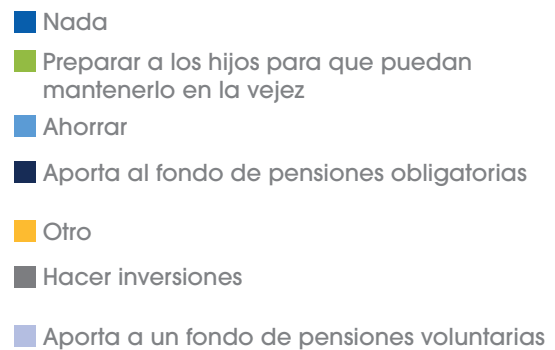 Nada
Preparar a los hijos para que puedan
mantenerlo en la vejez
Ahorrar
Aporta al fondo de pensiones obligatorias
Otro
Hacer inversiones
Aporta a un fondo de pensiones voluntarias